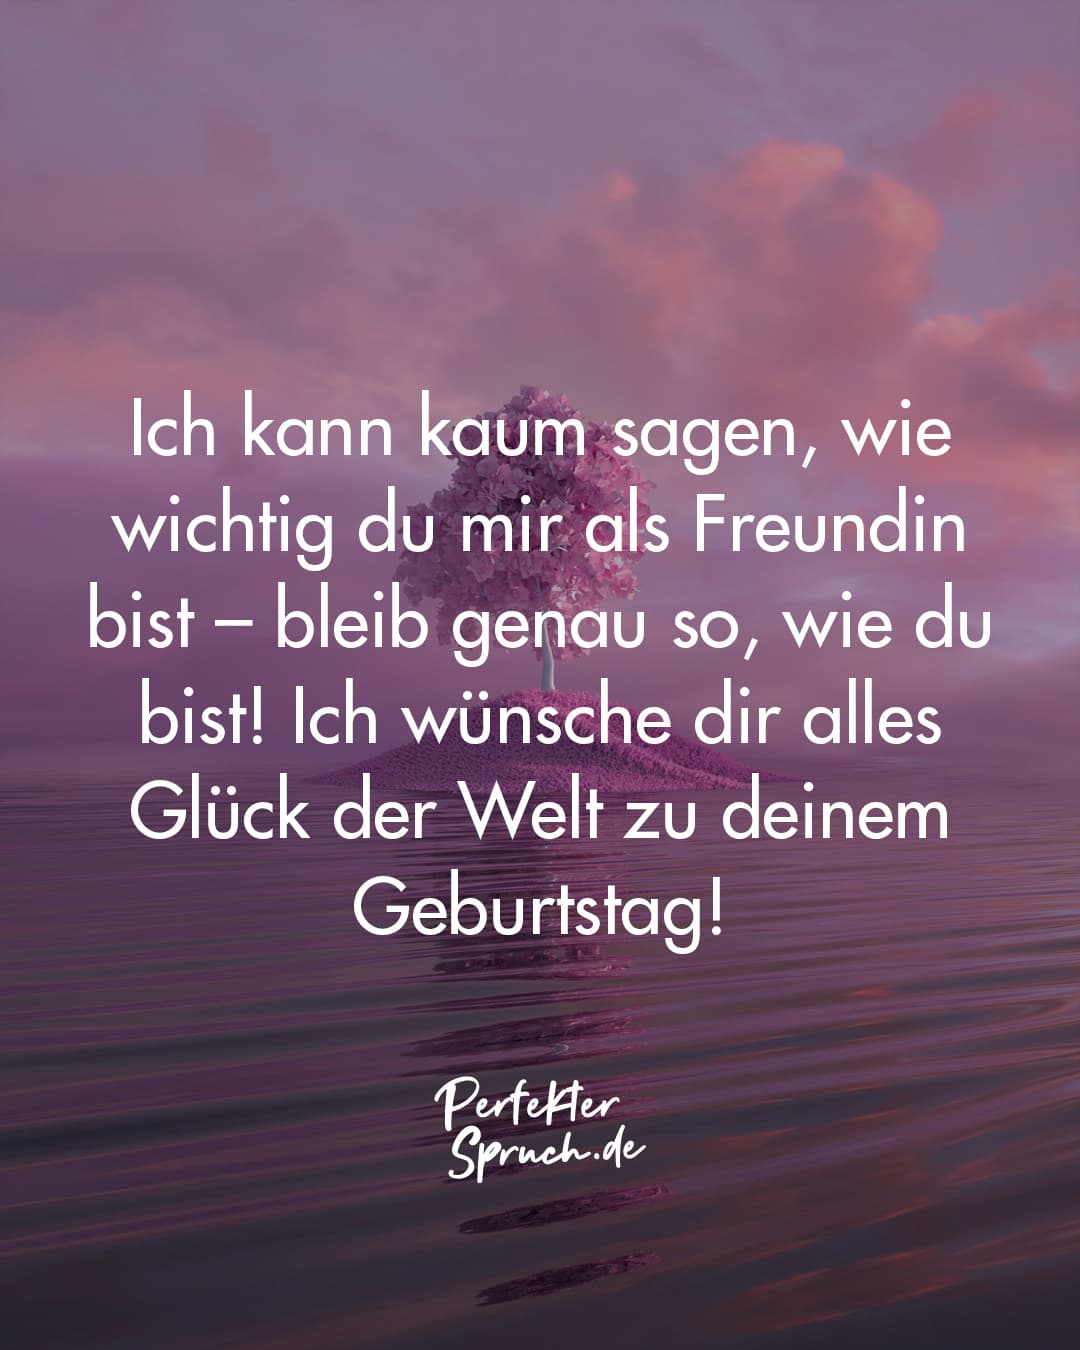 Ich kann kaum sagen, wie
wichtig du mir als Freundin
bist – bleib genau so, wie du
bist! Ich wünsche dir alles
Glück der Welt zu deinem
Geburtstag!
Perfekter
Spruch.de